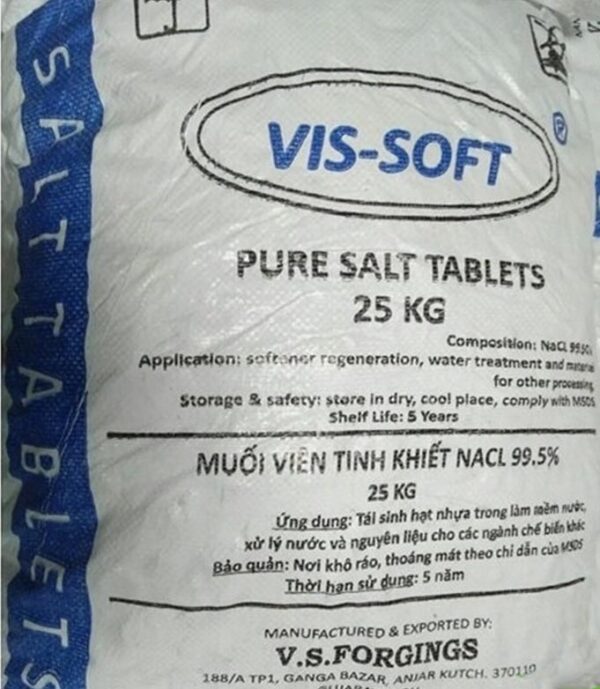 SALT TABLETS
VIS-SOFT
PURE SALT TABLETS
25 KG
Composition: NaCL 99.50%
Application: softener regeneration, water treatment and material
for other processing
Storage & safety: store in dry, cool place, comply with MSDS
Shelf Life: 5 Years
MUỐI VIÊN TINH KHIẾT NACL 99.5%
25 KG
Ứng dụng: Tái sinh hạt nhựa trong làm mềm nước,
xử lý nước và nguyên liệu cho các ngành chế biến khác
Bảo quản: Nơi khô ráo, thoáng mát theo chỉ dẫn của MSDS
Thời hạn sử dụng: 5 năm
MANUFACTURED & EXPORTED BY:
V.S.FORGINGS
188/A TP1, GANGA BAZAR, ANJAR KUTCH. 370110